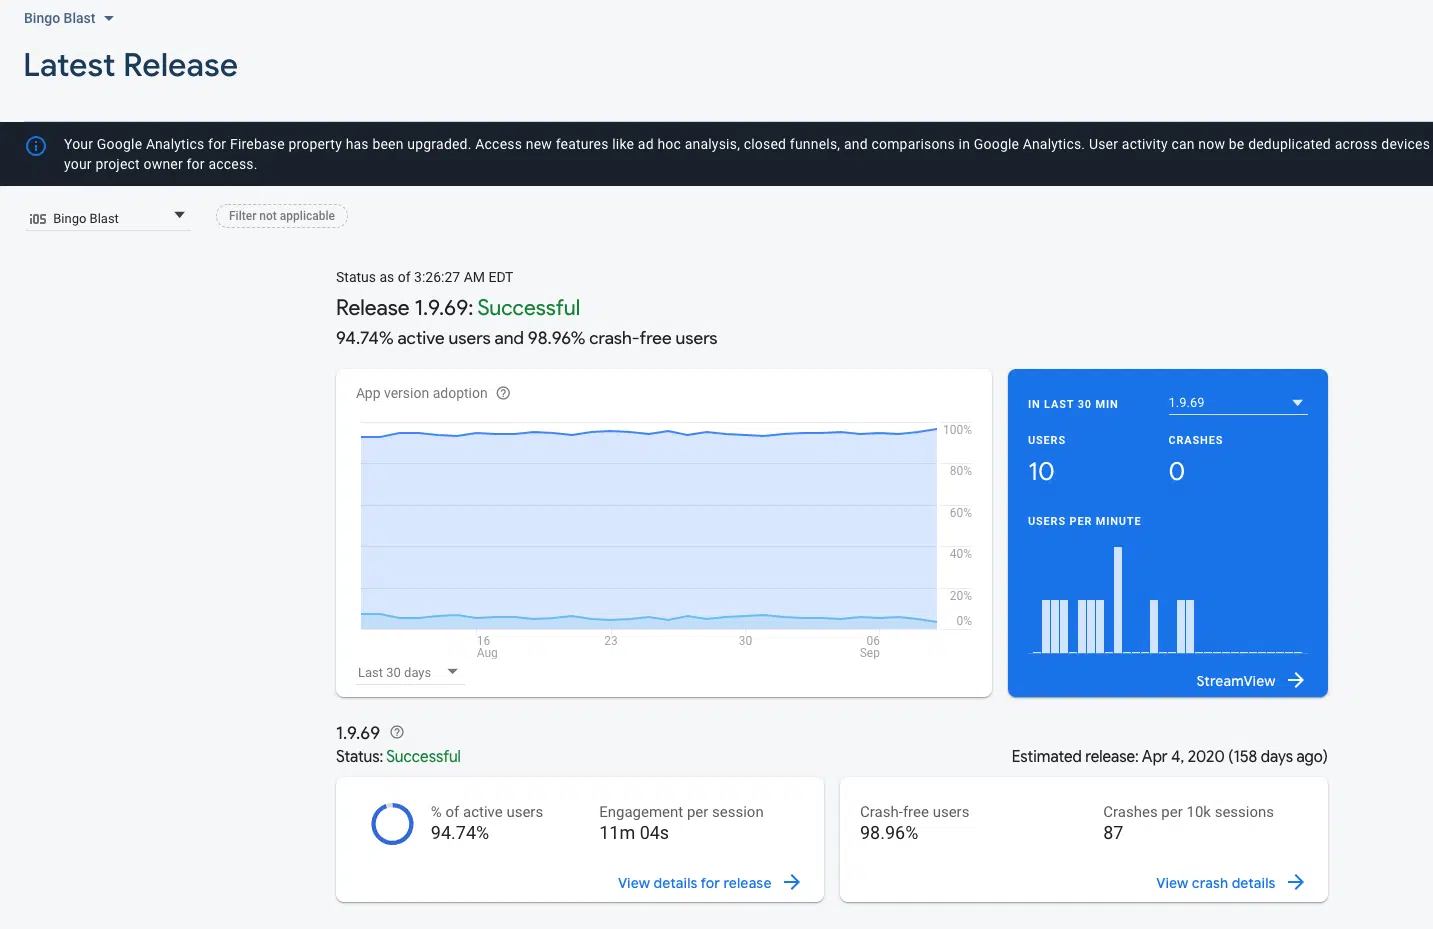 Bingo Blast
Latest Release
Your Google Analytics for Firebase property has been upgraded. Access new features like ad hoc analysis, closed funnels, and comparisons in Google Analytics. User activity can now be deduplicated across devices
your project owner for access.
iOS Bingo Blast
Filter not applicable
Status as of 3:26:27 AM EDT
Release 1.9.69: Successful
94.74% active users and 98.96% crash-free users
App version adoption
100%
80%
60%
40%
20%
0%
16 23 30 06
Aug Sep
Last 30 days
IN LAST 30 MIN 1.9.69
USERS CRASHES
10 0
USERS PER MINUTE
StreamView
1.9.69
Status: Successful
Estimated release: Apr 4, 2020 (158 days ago)
% of active users Engagement per session
94.74% 11m 04s
View details for release
Crash-free users Crashes per 10k sessions
98.96% 87
View crash details